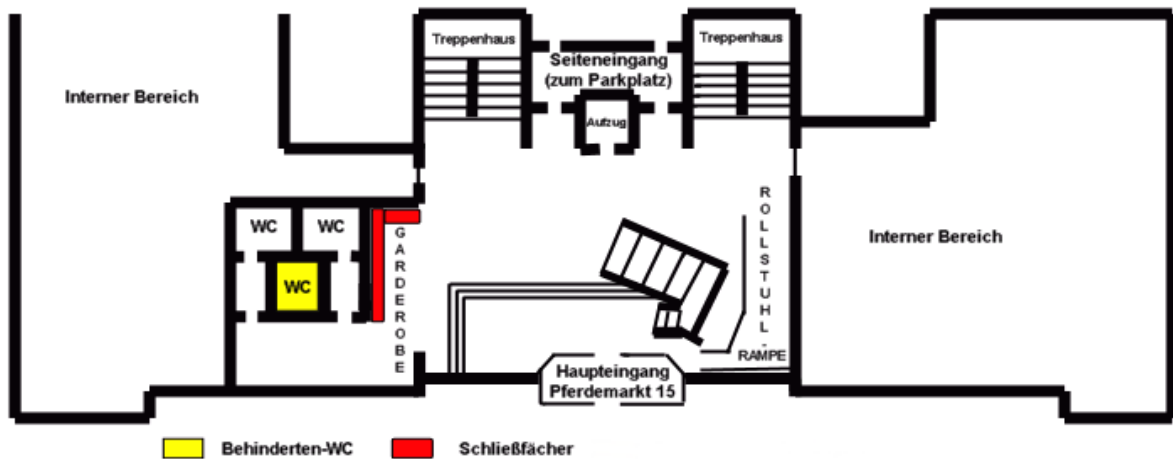 Treppenhaus
Treppenhaus
Seiteneingang
(zum Parkplatz)
Interner Bereich
Aufzug
WC
WC
WC
GARDEROBE
ROLLSTUHL-
RAMPE
Interner Bereich
Haupteingang
Pferdemarkt 15
Behinderten-WC
Schließfächer